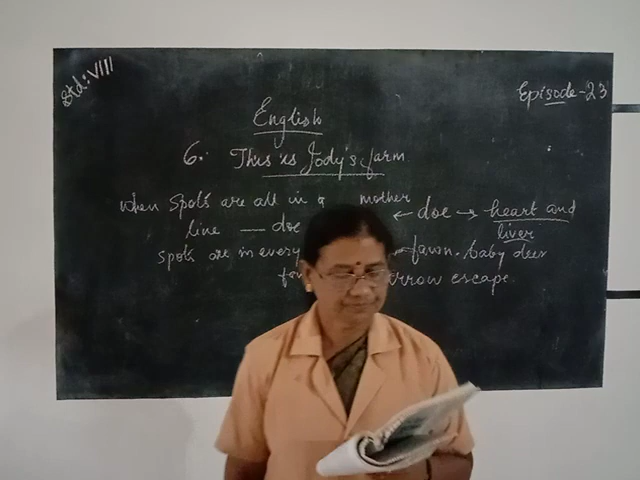 Std: VIII
Episode-23
English
6. This is Jody's farm
when spots are all in a mother
line — doe ← doe → heart and
liver
spots are in every fawn. baby deer
escape